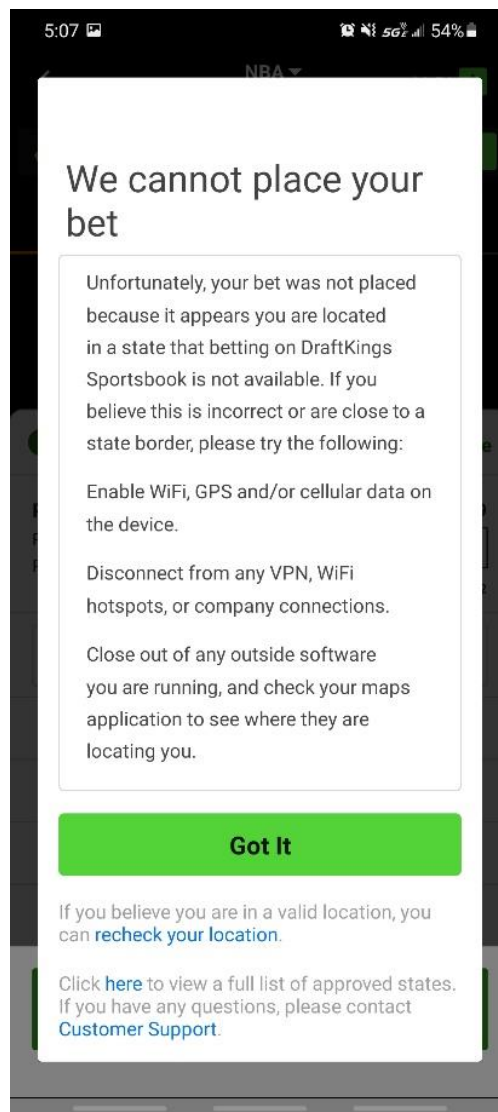 5:07
5G 54%
NBA
We cannot place your
bet
Unfortunately, your bet was not placed
because it appears you are located
in a state that betting on DraftKings
Sportsbook is not available. If you
believe this is incorrect or are close to a
state border, please try the following:
Enable WiFi, GPS and/or cellular data on
the device.
Disconnect from any VPN, WiFi
hotspots, or company connections.
Close out of any outside software
you are running, and check your maps
application to see where they are
locating you.
Got It
If you believe you are in a valid location, you
can recheck your location.
Click here to view a full list of approved states.
If you have any questions, please contact
Customer Support.